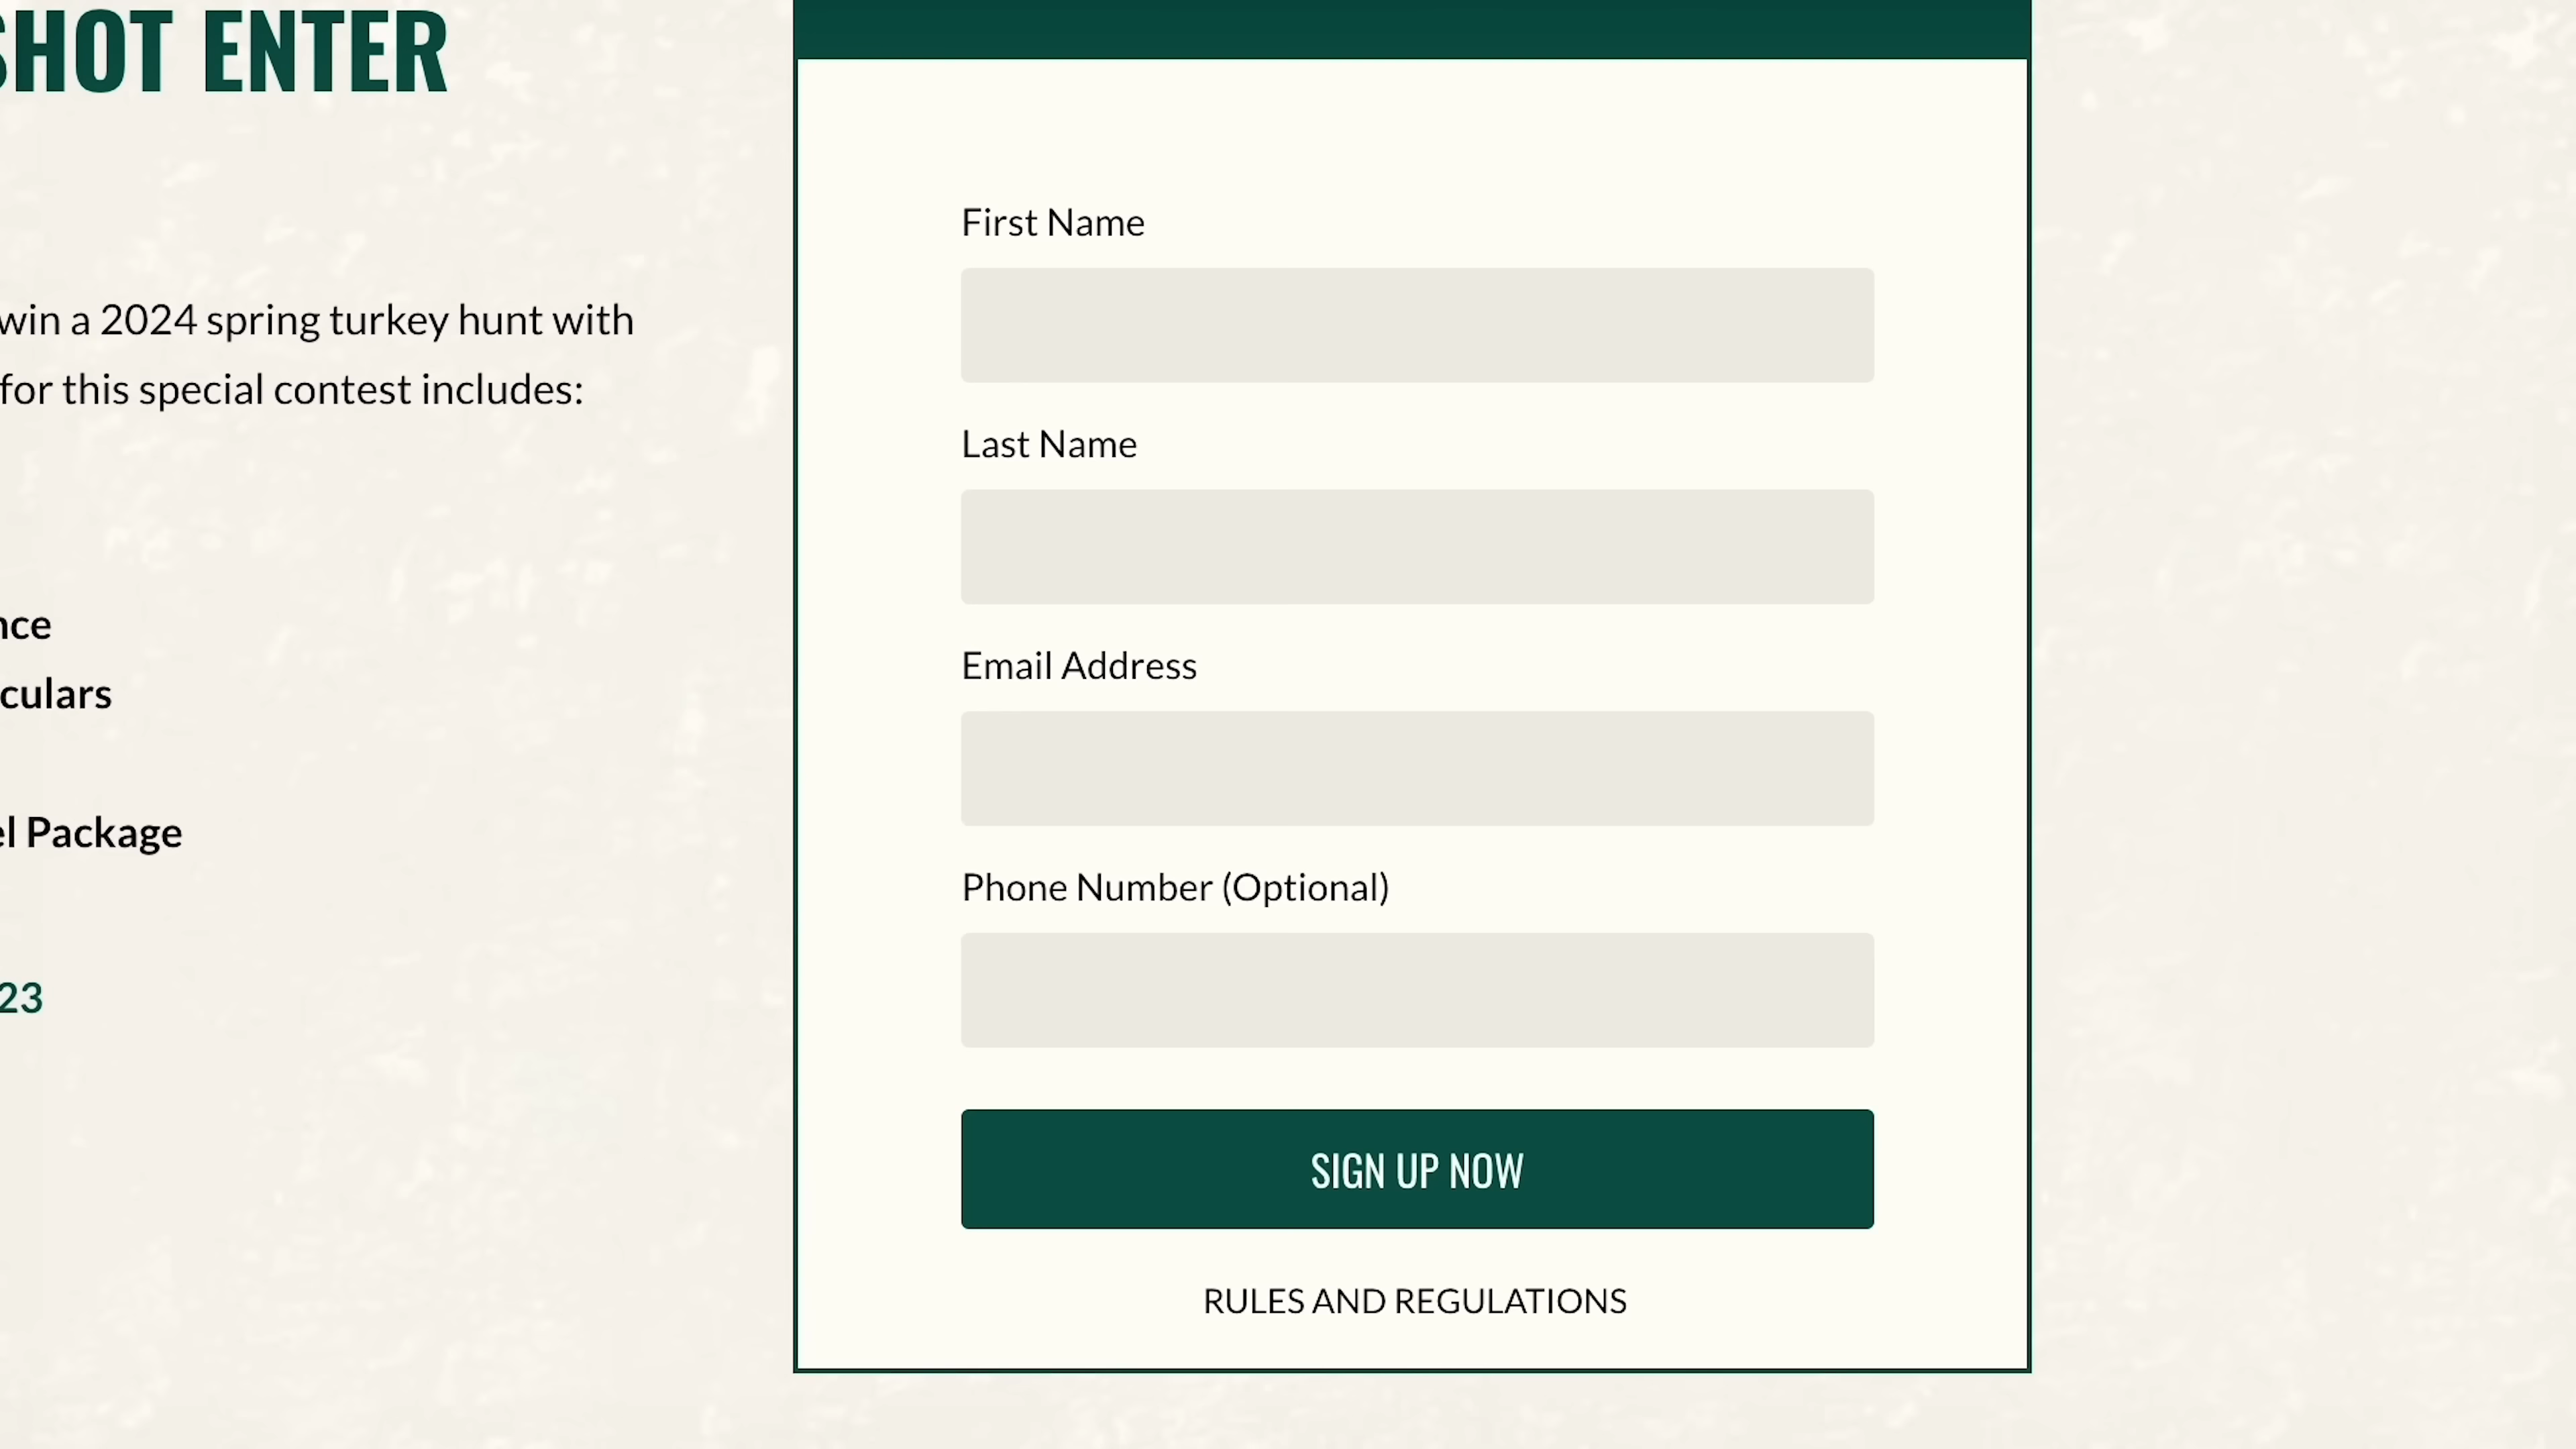 SHOT ENTER
win a 2024 spring turkey hunt with
for this special contest includes:
nce
culars
el Package
23
First Name
Last Name
Email Address
Phone Number (Optional)
SIGN UP NOW
RULES AND REGULATIONS